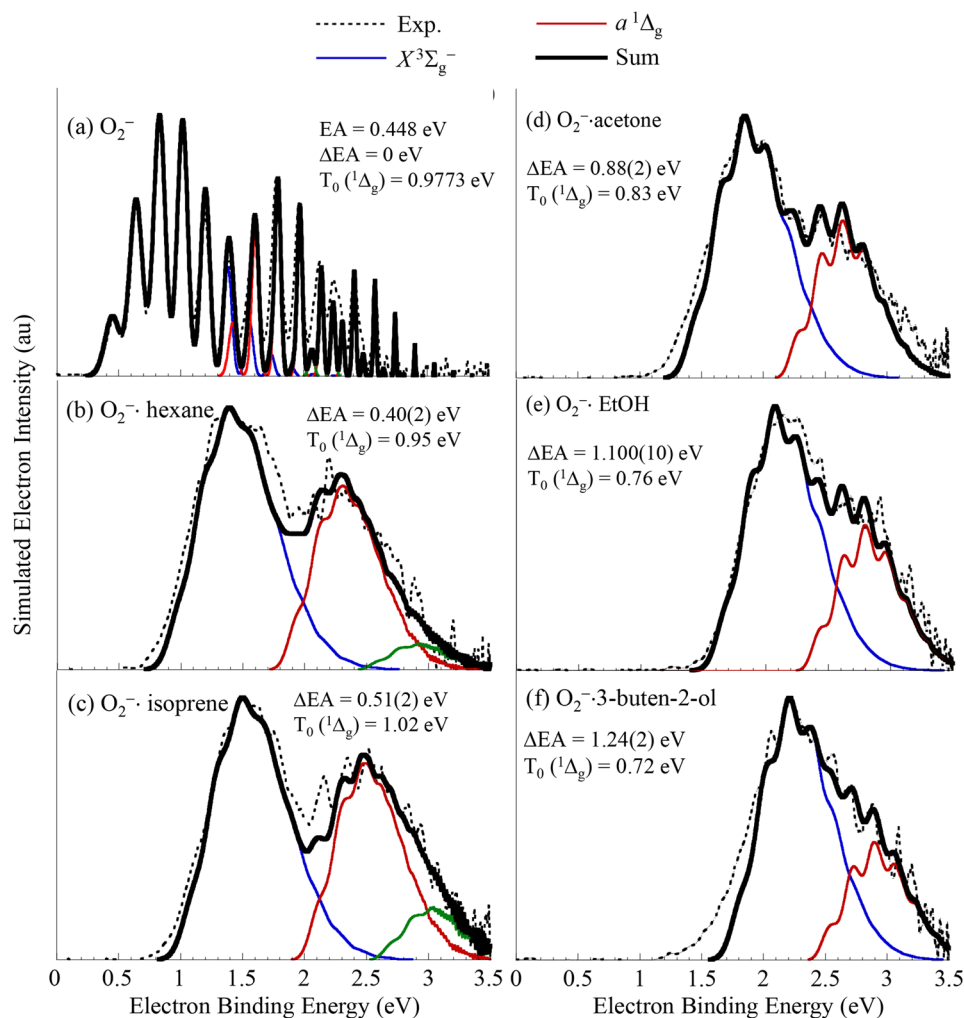 Exp.
a ¹Δg
X³Σg⁻
Sum
Simulated Electron Intensity (au)
(a) O₂⁻
EA = 0.448 eV
ΔEA = 0 eV
T₀ (¹Δg) = 0.9773 eV
(b) O₂⁻· hexane
ΔEA = 0.40(2) eV
T₀ (¹Δg) = 0.95 eV
(c) O₂⁻· isoprene
ΔEA = 0.51(2) eV
T₀ (¹Δg) = 1.02 eV
0 0.5 1 1.5 2 2.5 3 3.5
Electron Binding Energy (eV)
(d) O₂⁻·acetone
ΔEA = 0.88(2) eV
T₀ (¹Δg) = 0.83 eV
(e) O₂⁻· EtOH
ΔEA = 1.100(10) eV
T₀ (¹Δg) = 0.76 eV
(f) O₂⁻·3-buten-2-ol
ΔEA = 1.24(2) eV
T₀ (¹Δg) = 0.72 eV
0 0.5 1 1.5 2 2.5 3 3.5
Electron Binding Energy (eV)